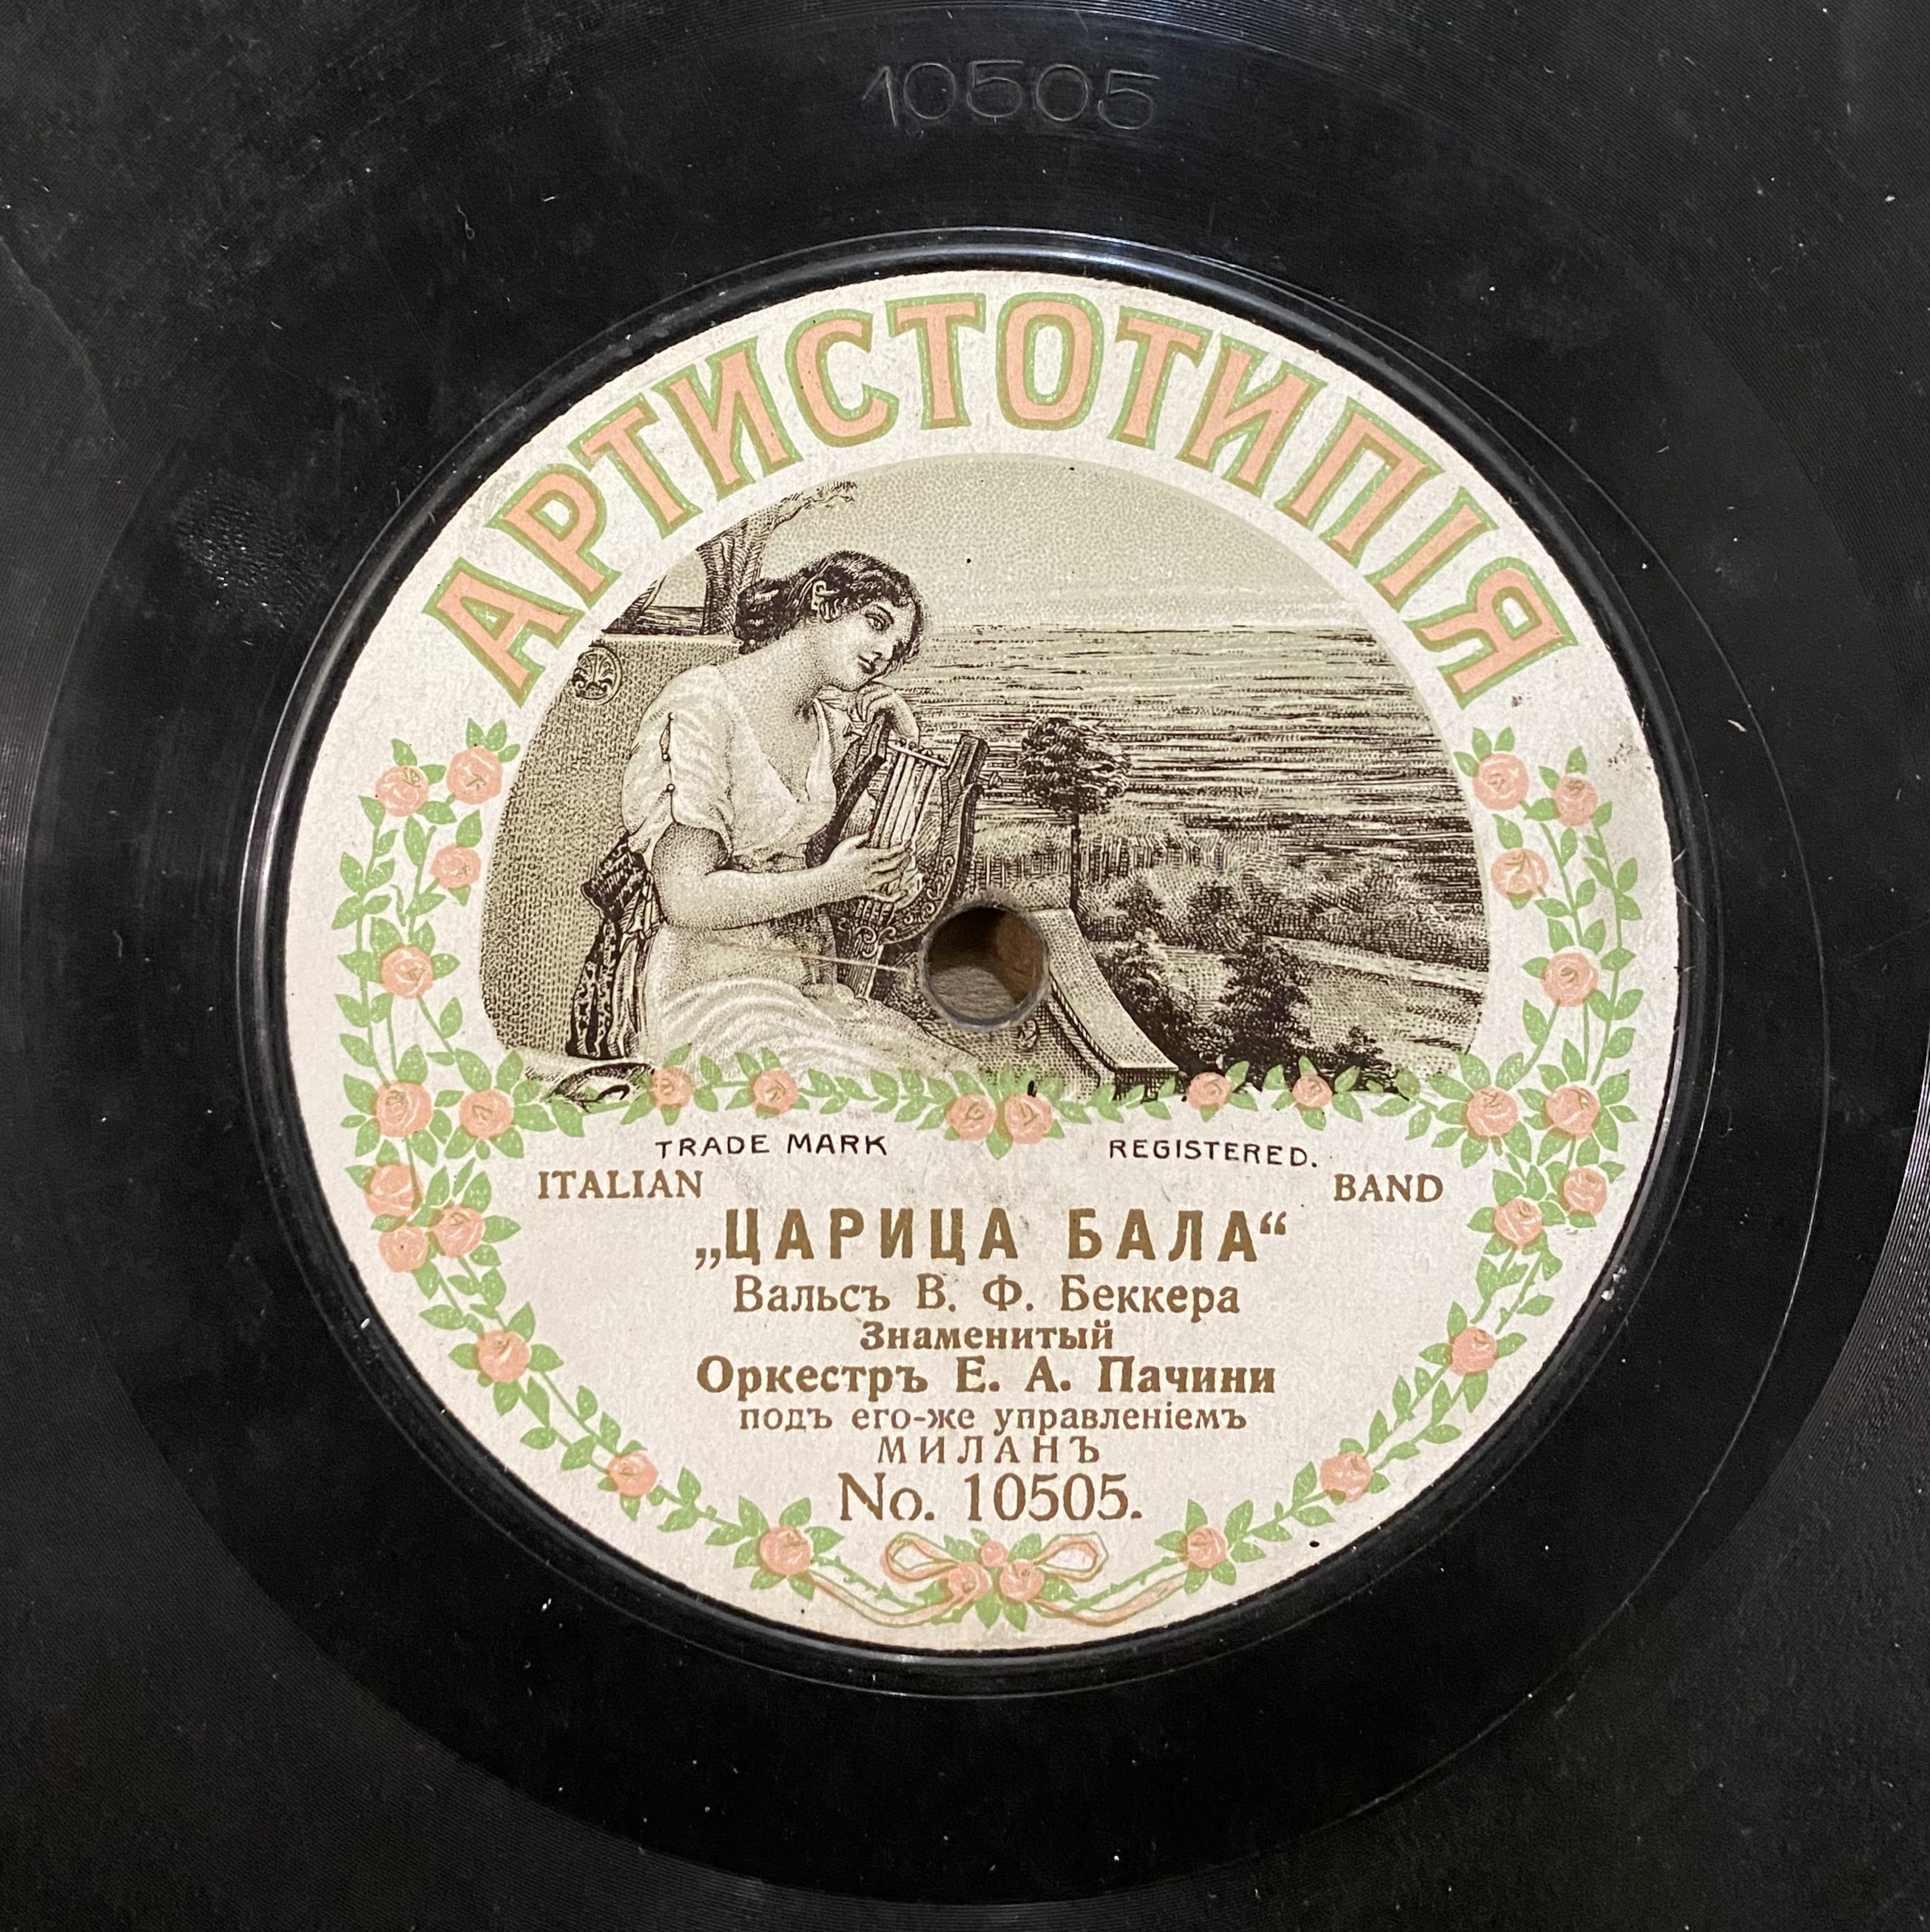 10505
АРТИСТОТИПІЯ
TRADE MARK REGISTERED.
ITALIAN BAND
„ЦАРИЦА БАЛА“
Вальсъ В. Ф. Беккера
Знаменитый
Оркестръ Е. А. Пачини
подъ его-же управленіемъ
МИЛАНЪ
No. 10505.